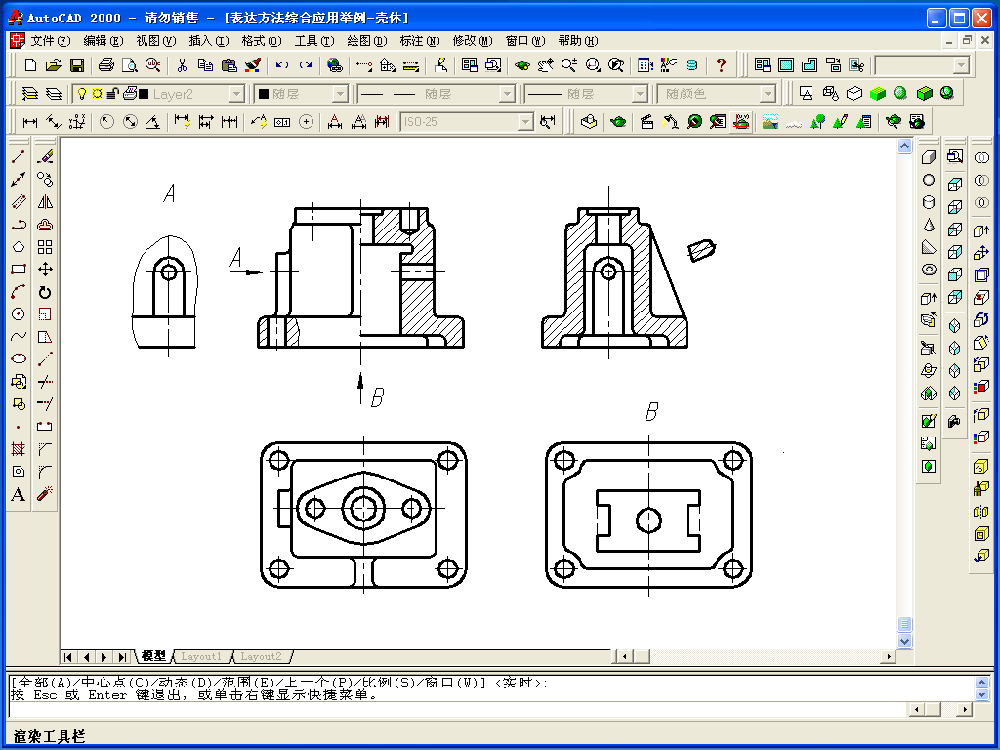 AutoCAD 2000 - 请勿销售 - [表达方法综合应用举例-壳体]
文件(F) 编辑(E) 视图(V) 插入(I) 格式(O) 工具(T) 绘图(D) 标注(N) 修改(M) 窗口(W) 帮助(H)
Layer2 随层 随层 随层 随颜色
ISO-25
A
A
B
B
模型 Layout1 Layout2
[全部(A)/中心点(C)/动态(D)/范围(E)/上一个(P)/比例(S)/窗口(W)] <实时>:
按 Esc 或 Enter 键退出，或单击右键显示快捷菜单。
渲染工具栏